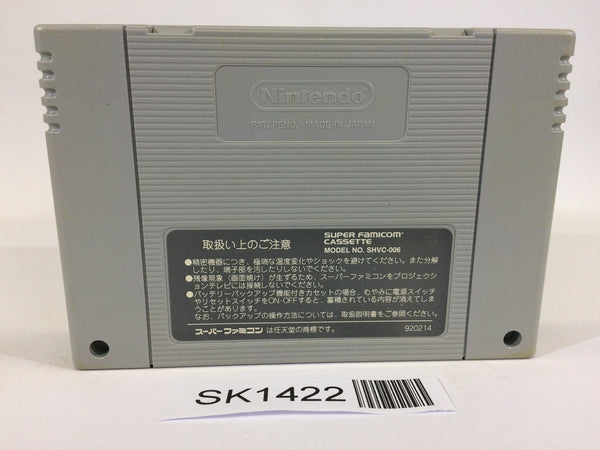 Nintendo
PAT. PEND. MADE IN JAPAN
取扱い上のご注意
SUPER FAMICOM
CASSETTE
MODEL NO. SHVC-006
●精密機器につき、極端な温度変化やショックを避けてください。また分解
したり、端子部を汚したりしないでください。
●残像現象（画面焼け）が生ずるため、スーパーファミコンをプロジェクシ
ョンテレビには接続しないでください。
●バッテリーバックアップ機能付きカセットの場合、むやみに電源スイッチ
やリセットスイッチをON・OFFすると、蓄積されている内容が消えてしま
うことがあります。
なお、バックアップの操作方法については、取扱説明書をご参照ください。
スーパーファミコン は任天堂の商標です。
920214
SK1422